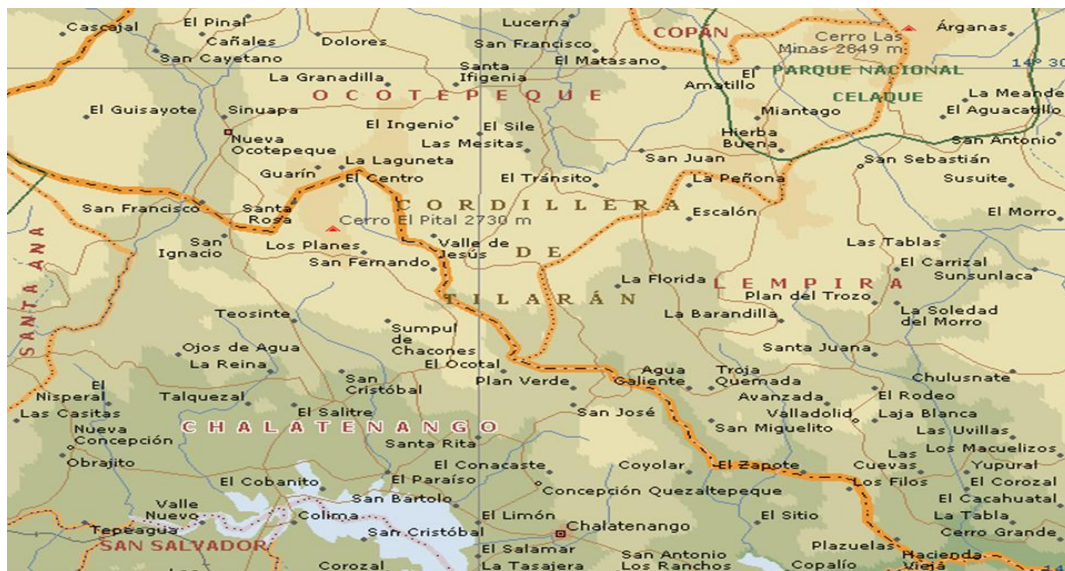 Cascajal
El Pinal
Cañales
San Cayetano
Dolores
Lucerna
San Francisco
Santa
Ifigenia
La Granadilla
El Matasano
COPÁN
Cerro Las
Minas 2849 m
Árganas
14° 30
El
Amatillo
PARQUE NACIONAL
CELAQUE
La Meande
El Aguacatillo
OCOTEPEQUE
El Guisayote
Sinuapa
Nueva
Ocotepeque
El Ingenio
El Sile
Las Mesitas
Miantago
Hierba
Buena
San Antonio
San Juan
San Sebastián
La Laguneta
Guarín
El Centro
El Tránsito
La Peñona
Susuite
San Francisco
Santa
Rosa
CORDILLERA
DE
TILARÁN
Cerro El Pital 2730 m
Escalón
El Morro
San
Ignacio
Los Planes
San Fernando
Valle de
Jesús
Las Tablas
El Carrizal
Sunsunlaca
SANTA ANA
La Florida
LEMPIRA
Plan del Trozo
La Soledad
del Morro
La Barandilla
Teosinte
Sumpul
de
Chacones
Ojos de Agua
La Reina
El Ocotal
Santa Juana
San
Cristóbal
Plan Verde
Agua
Caliente
Troja
Quemada
Chulusnate
El
Nisperal
Talquezal
El Salitre
Avanzada
El Rodeo
Las Casitas
San José
Valladolid
Laja Blanca
Nueva
Concepción
CHALATENANGO
San Miguelito
Las Uvillas
Santa Rita
Los Macuelizos
Obrajito
El Conacaste
Coyolar
El Zapote
Las
Cuevas
Yupural
El Cobanito
El Paraíso
Los Filos
El Corozal
San Bartolo
Concepción Quezaltepeque
El Cacahuatal
Valle
Nuevo
Colima
El Limón
El Sitio
La Tabla
Tepeagua
San Cristóbal
Chalatenango
Cerro Grande
SAN SALVADOR
Plazuelas
El Salamar
San Antonio
Los Ranchos
Hacienda
Vieja
Las
Corozal
La Tasajera
Copalío
14°